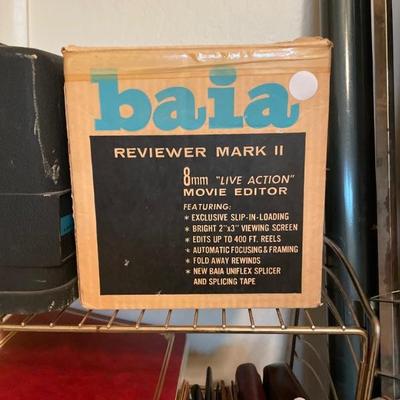 baia
REVIEWER MARK II
8mm "LIVE ACTION"
MOVIE EDITOR
FEATURING:
* EXCLUSIVE SLIP-IN-LOADING
* BRIGHT 2"x3" VIEWING SCREEN
* EDITS UP TO 400 FT. REELS
* AUTOMATIC FOCUSING & FRAMING
* FOLD AWAY REWINDS
* NEW BAIA UNIFLEX SPLICER
AND SPLICING TAPE